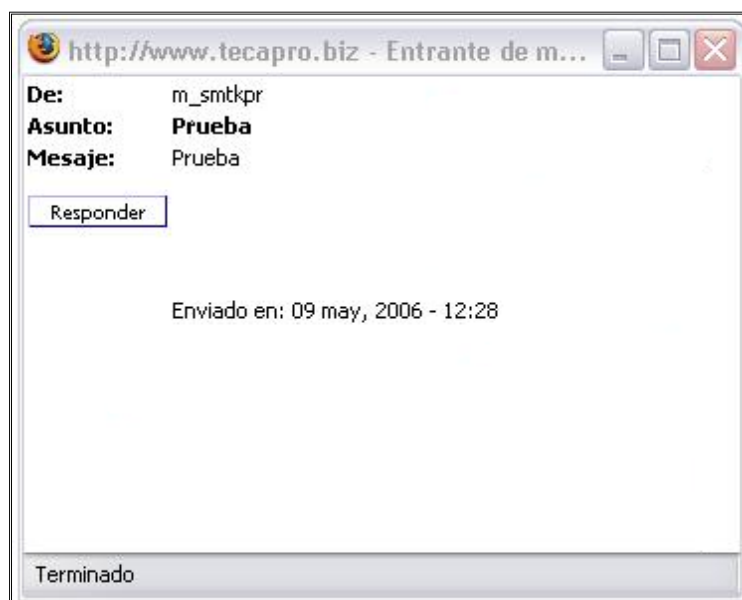 http://www.tecapro.biz - Entrante de m...
De: m_smtkpr
Asunto: Prueba
Mesaje: Prueba
Responder
Enviado en: 09 may, 2006 - 12:28
Terminado